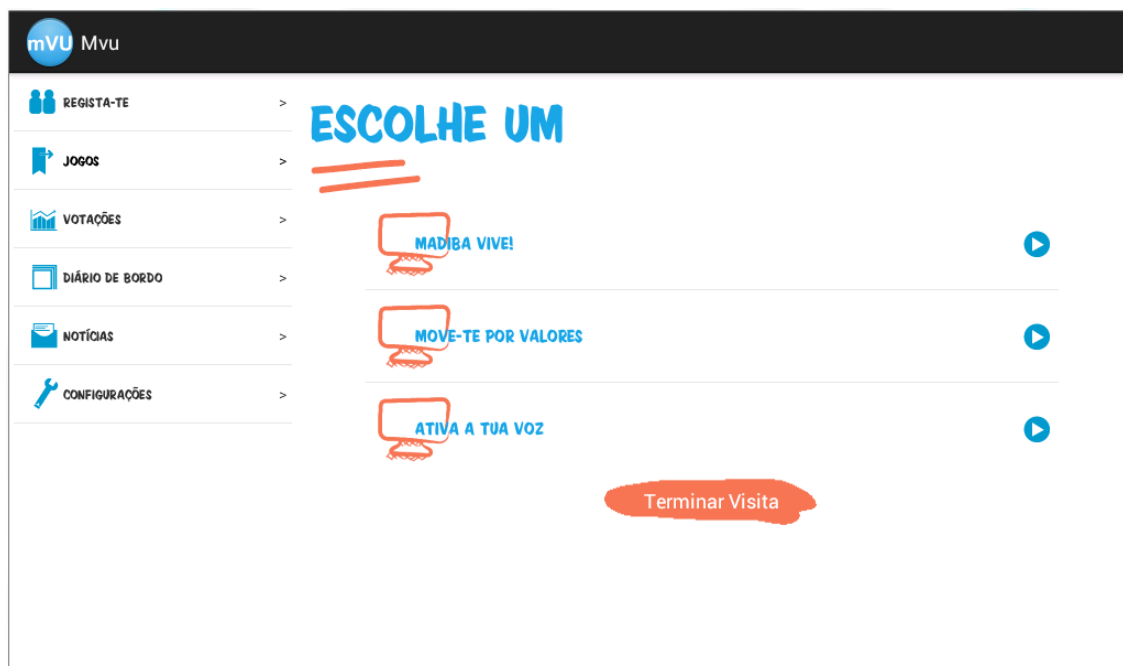 mVU Mvu
REGISTA-TE >
JOGOS >
VOTAÇÕES >
DIÁRIO DE BORDO >
NOTÍCIAS >
CONFIGURAÇÕES >
ESCOLHE UM
MADIBA VIVE!
MOVE-TE POR VALORES
ATIVA A TUA VOZ
Terminar Visita